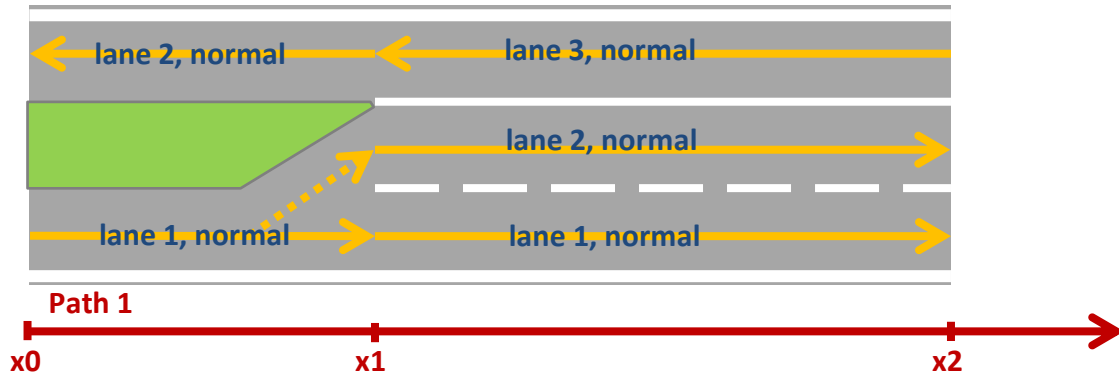 lane 2, normal
lane 3, normal
lane 2, normal
lane 1, normal
lane 1, normal
Path 1
x0
x1
x2